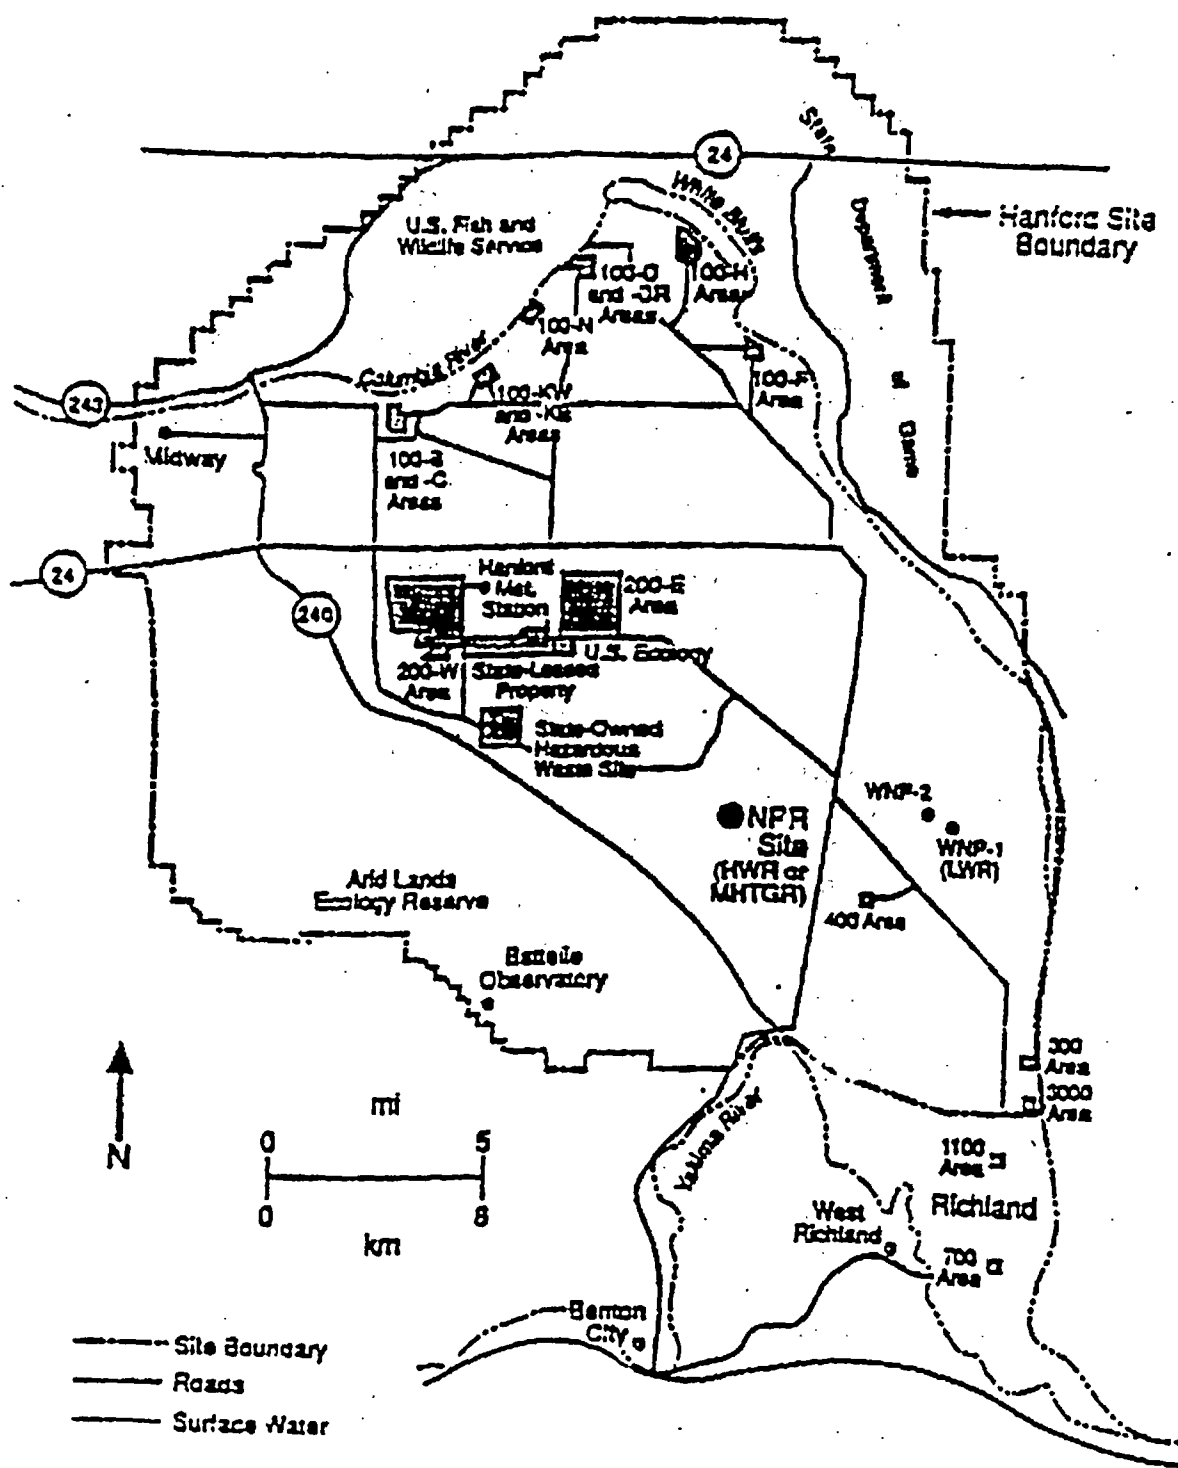 24
State
Department
of
Game
Hanford Site
Boundary
White Bluffs
U.S. Fish and
Wildlife Service
100-D
and -DR
Areas
100-H
Area
100-N
Area
Columbia River
100-F
Area
243
100-KW
and -KE
Areas
Midway
100-B
and -C
Areas
24
240
Hanford
Met.
Station
200-E
Area
U.S. Ecology
200-W
Area
State-Leased
Property
State-Owned
Hazardous
Waste Site
WNP-2
NPR
Site
(HWR or
MHTGR)
WNP-1
(LWR)
400 Area
Arid Lands
Ecology Reserve
Battelle
Observatory
300
Area
3000
Area
N
mi
0 5
0 8
km
Yakima River
1100
Area
Richland
West
Richland
700
Area
Benton
City
Site Boundary
Roads
Surface Water